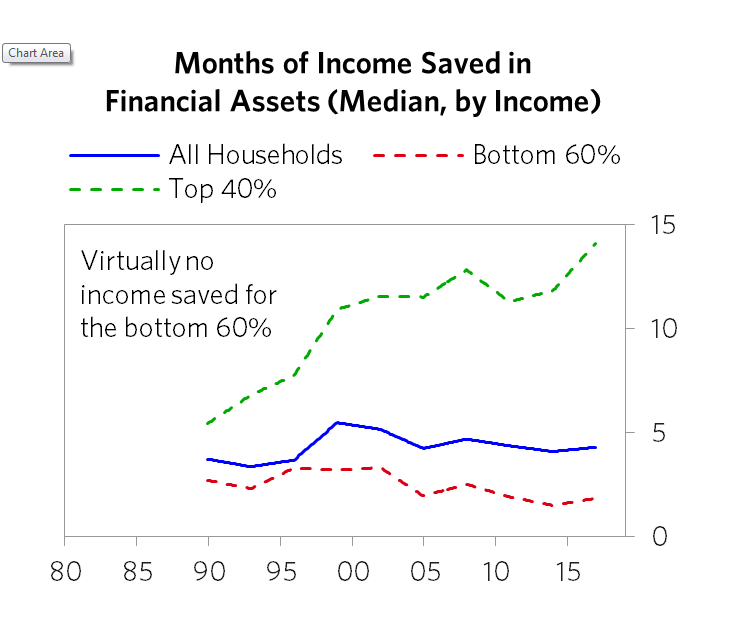 Chart Area
Months of Income Saved in
Financial Assets (Median, by Income)
All Households
Bottom 60%
Top 40%
Virtually no
income saved for
the bottom 60%
15
10
5
0
80 85 90 95 00 05 10 15